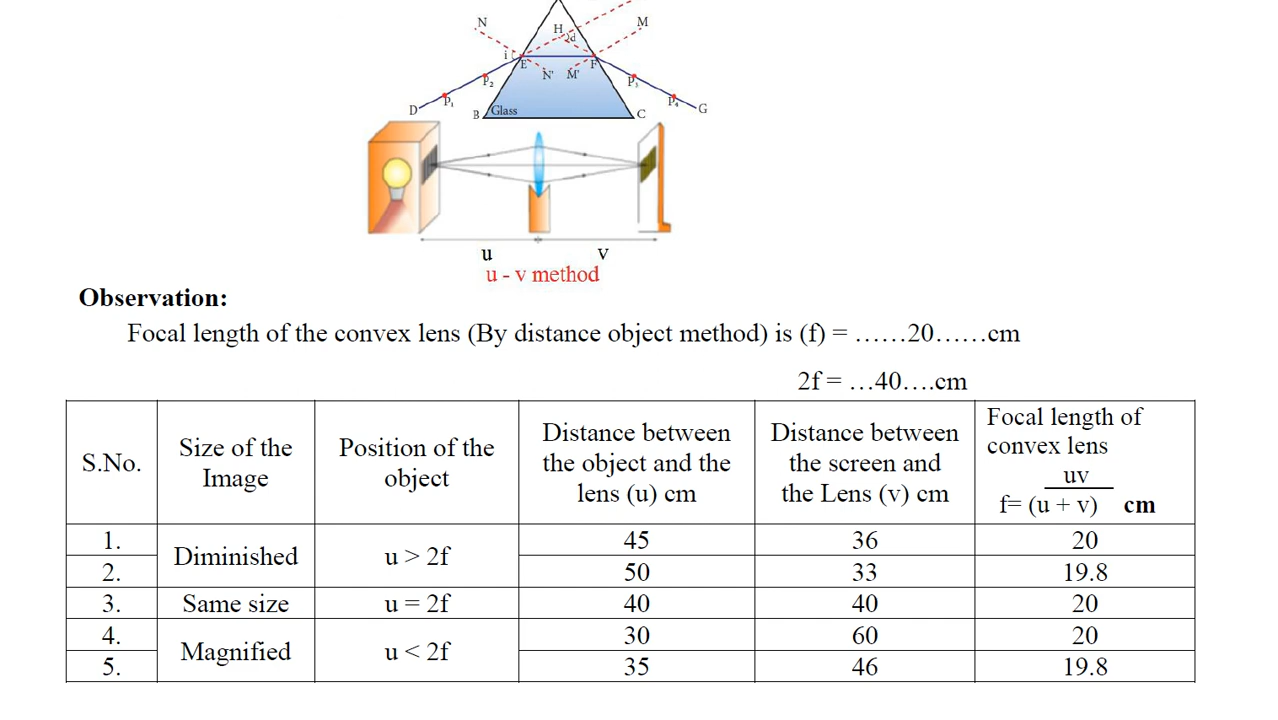 N
H
M
d
i
E
F
N'
M'
P₂
P₃
P₁
P₄
D
B
Glass
C
G
u
v
u - v method
Observation:
Focal length of the convex lens (By distance object method) is (f) = ……20……cm
2f = …40….cm
S.No.
Size of the
Image
Position of the
object
Distance between
the object and the
lens (u) cm
Distance between
the screen and
the Lens (v) cm
Focal length of
convex lens
uv
f= (u + v) cm
1.
Diminished
u > 2f
45
36
20
2.
50
33
19.8
3.
Same size
u = 2f
40
40
20
4.
Magnified
u < 2f
30
60
20
5.
35
46
19.8